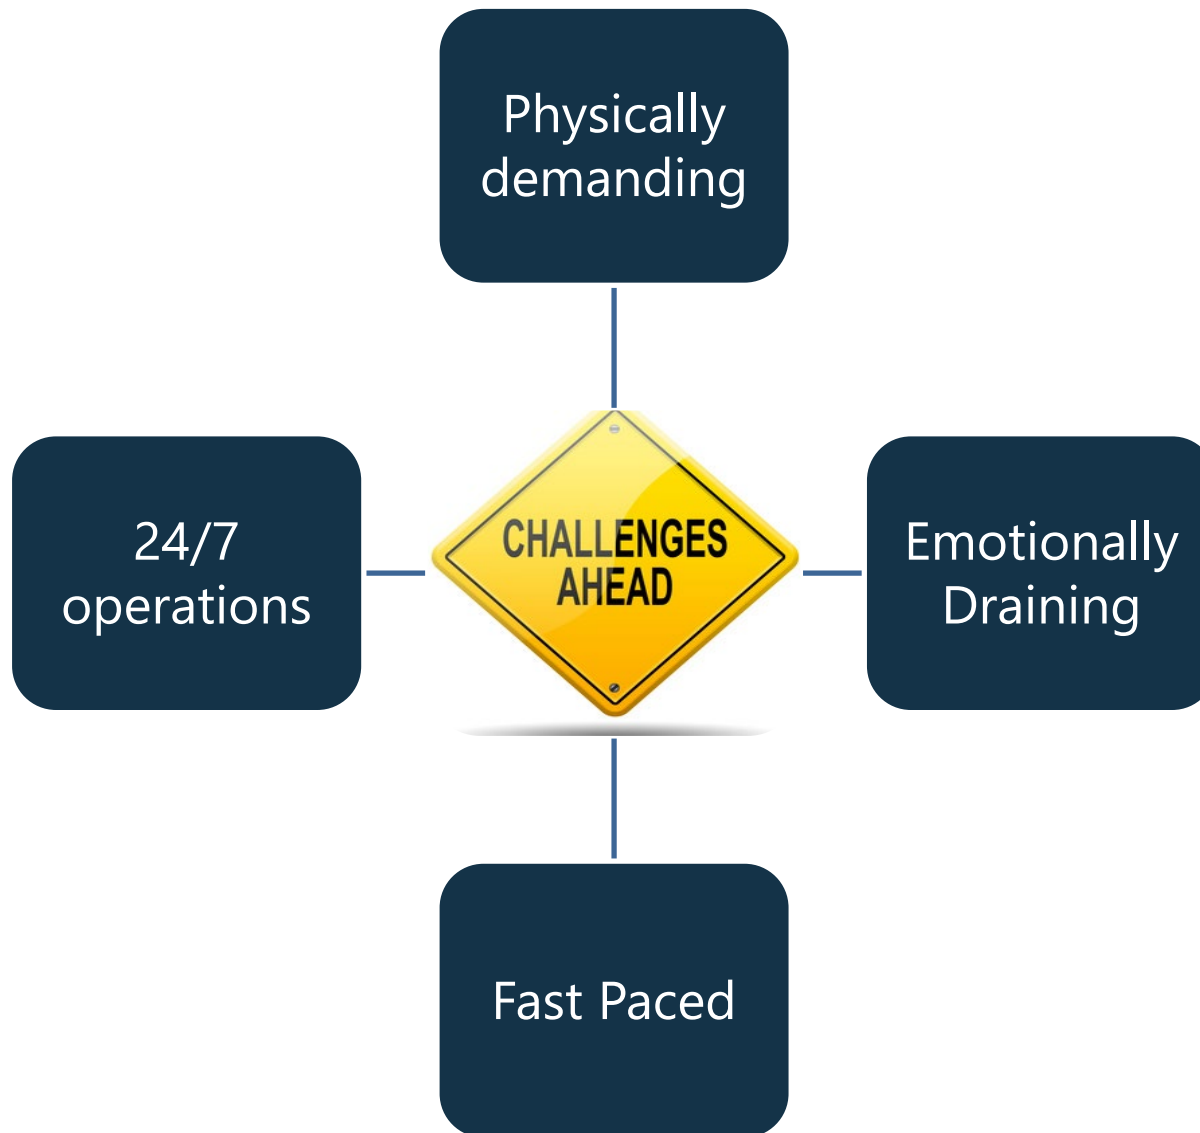 Physically
demanding
24/7
operations
CHALLENGES
AHEAD
Emotionally
Draining
Fast Paced